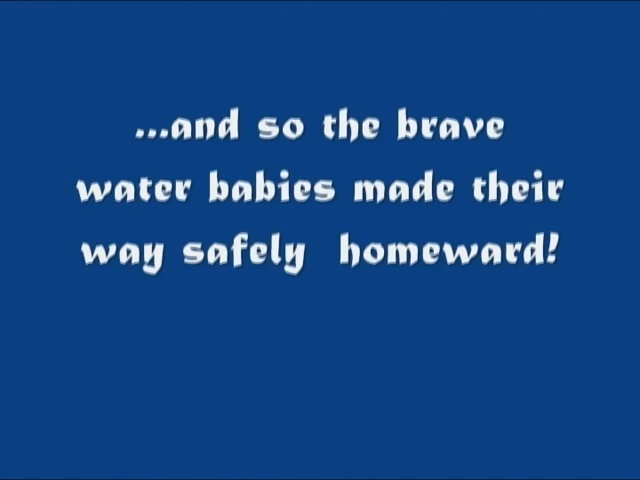 ...and so the brave
water babies made their
way safely  homeward!